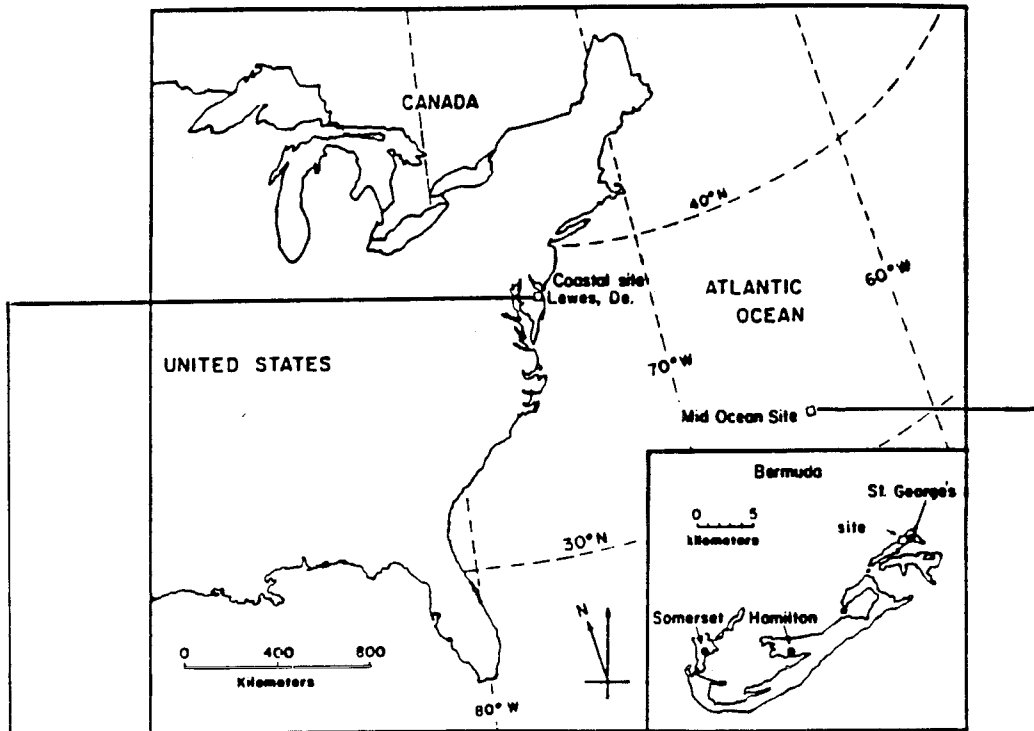 CANADA
40°N
Coastal site
Lewes, De.
ATLANTIC
OCEAN
60°W
UNITED STATES
70°W
Mid Ocean Site
Bermuda
St. George's
0 5
Kilometers
site
30°N
N
Somerset
Hamilton
0 400 800
Kilometers
80° W